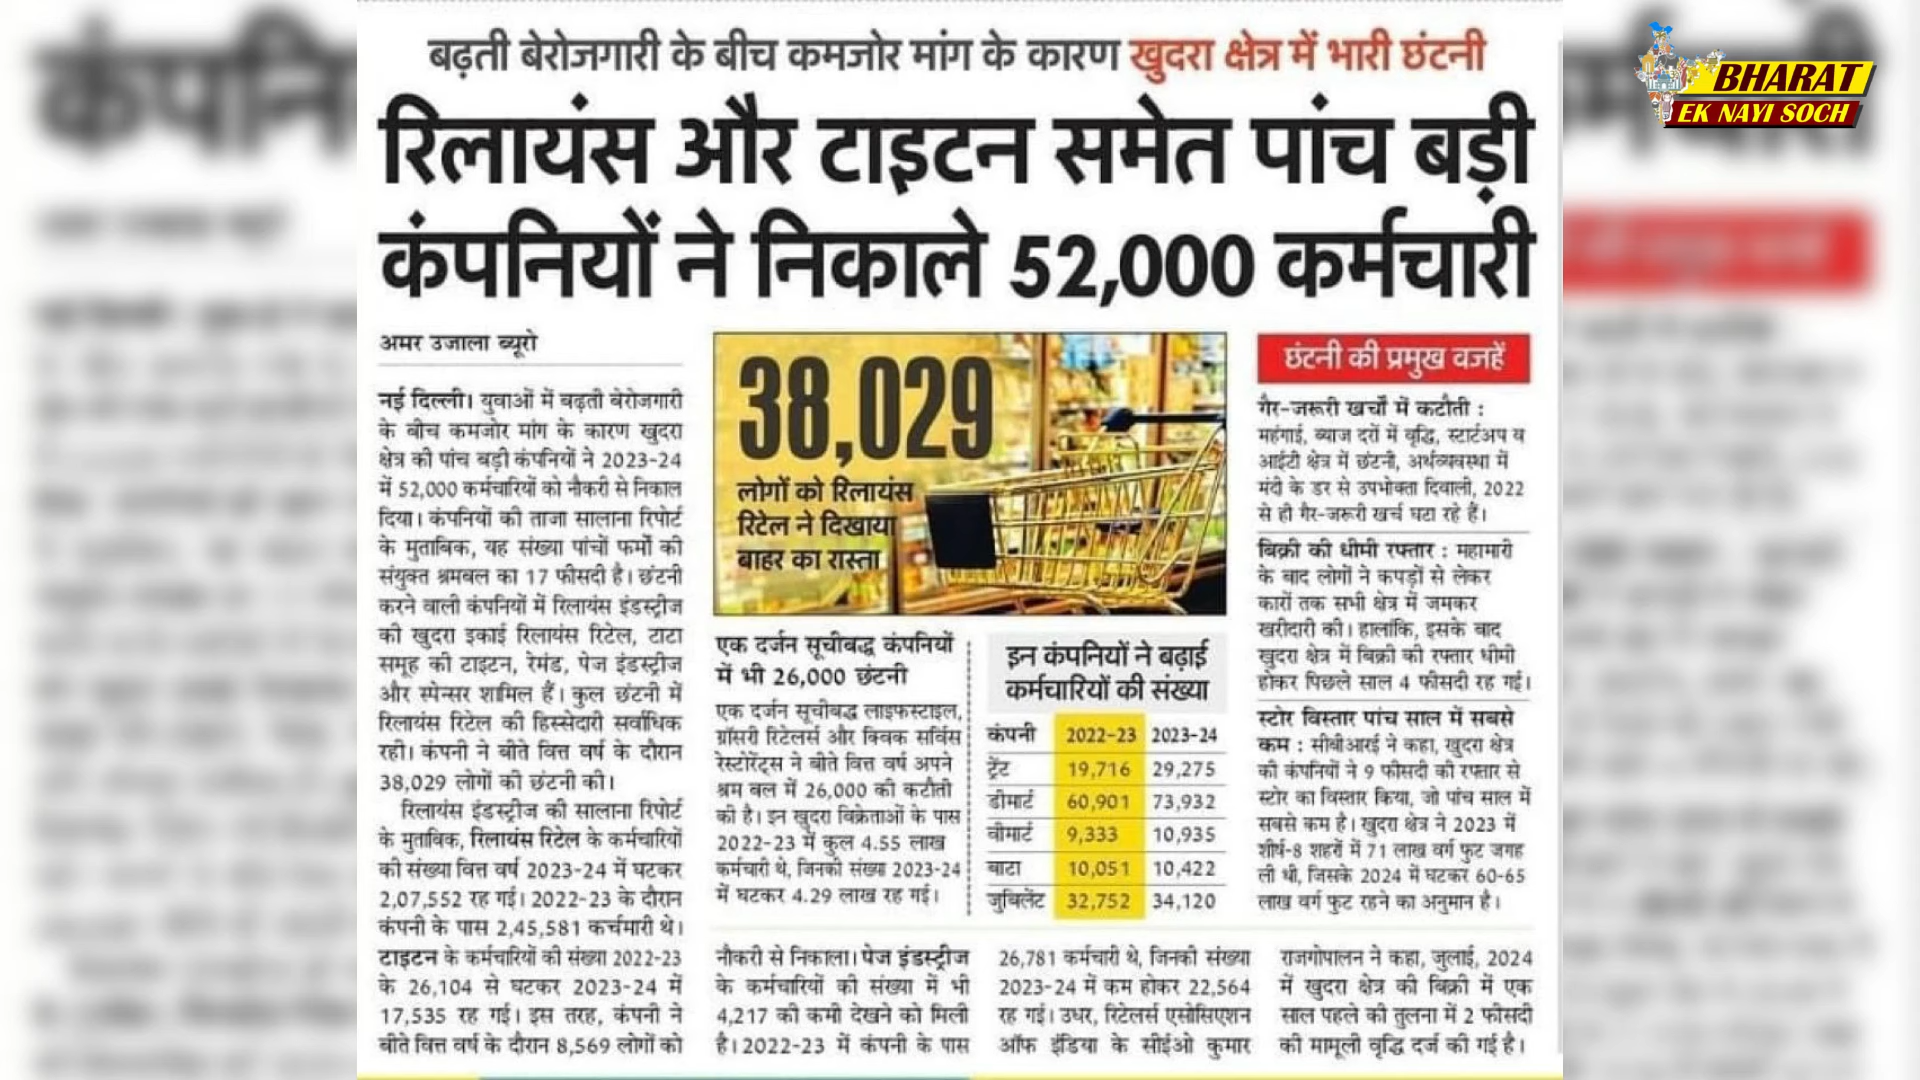 बढ़ती बेरोजगारी के बीच कमजोर मांग के कारण खुदरा क्षेत्र में भारी छंटनी
रिलायंस और टाइटन समेत पांच बड़ी
कंपनियों ने निकाले 52,000 कर्मचारी
BHARAT
EK NAYI SOCH
अमर उजाला ब्यूरो
नई दिल्ली। युवाओं में बढ़ती बेरोजगारी
के बीच कमजोर मांग के कारण खुदरा
क्षेत्र की पांच बड़ी कंपनियों ने 2023-24
में 52,000 कर्मचारियों को नौकरी से निकाल
दिया। कंपनियों की ताजा सालाना रिपोर्ट
के मुताबिक, यह संख्या पांचों फर्मों की
संयुक्त श्रमबल का 17 फीसदी है। छंटनी
करने वाली कंपनियों में रिलायंस इंडस्ट्रीज
की खुदरा इकाई रिलायंस रिटेल, टाटा
समूह की टाइटन, रेमंड, पेज इंडस्ट्रीज
और स्पेन्सर शामिल हैं। कुल छंटनी में
रिलायंस रिटेल की हिस्सेदारी सर्वाधिक
रही। कंपनी ने बीते वित्त वर्ष के दौरान
38,029 लोगों की छंटनी की।
रिलायंस इंडस्ट्रीज की सालाना रिपोर्ट
के मुताबिक, रिलायंस रिटेल के कर्मचारियों
की संख्या वित्त वर्ष 2023-24 में घटकर
2,07,552 रह गई। 2022-23 के दौरान
कंपनी के पास 2,45,581 कर्चमारी थे।
टाइटन के कर्मचारियों की संख्या 2022-23
के 26,104 से घटकर 2023-24 में
17,535 रह गई। इस तरह, कंपनी ने
बीते वित्त वर्ष के दौरान 8,569 लोगों को
38,029
लोगों को रिलायंस
रिटेल ने दिखाया
बाहर का रास्ता
एक दर्जन सूचीबद्ध कंपनियों
में भी 26,000 छंटनी
एक दर्जन सूचीबद्ध लाइफस्टाइल,
ग्रॉसरी रिटेलर्स और क्विक सर्विस
रेस्टोरेंट्स ने बीते वित्त वर्ष अपने
श्रम बल में 26,000 की कटौती
की है। इन खुदरा विक्रेताओं के पास
2022-23 में कुल 4.55 लाख
कर्मचारी थे, जिनकी संख्या 2023-24
में घटकर 4.29 लाख रह गई।
इन कंपनियों ने बढ़ाई
कर्मचारियों की संख्या
कंपनी 2022-23 2023-24
ट्रेंट 19,716 29,275
डीमार्ट 60,901 73,932
वीमार्ट 9,333 10,935
बाटा 10,051 10,422
जुबिलेंट 32,752 34,120
छंटनी की प्रमुख वजहें
गैर-जरूरी खर्चों में कटौती :
महंगाई, ब्याज दरों में वृद्धि, स्टार्टअप व
आईटी क्षेत्र में छंटनी, अर्थव्यवस्था में
मंदी के डर से उपभोक्ता दिवाली, 2022
से ही गैर-जरूरी खर्च घटा रहे हैं।
बिक्री की धीमी रफ्तार : महामारी
के बाद लोगों ने कपड़ों से लेकर
कारों तक सभी क्षेत्र में जमकर
खरीदारी की। हालांकि, इसके बाद
खुदरा क्षेत्र में बिक्री की रफ्तार धीमी
होकर पिछले साल 4 फीसदी रह गई।
स्टोर विस्तार पांच साल में सबसे
कम : सीबीआरई ने कहा, खुदरा क्षेत्र
की कंपनियों ने 9 फीसदी की रफ्तार से
स्टोर का विस्तार किया, जो पांच साल में
सबसे कम है। खुदरा क्षेत्र ने 2023 में
शीर्ष-8 शहरों में 71 लाख वर्ग फुट जगह
ली थी, जिसके 2024 में घटकर 60-65
लाख वर्ग फुट रहने का अनुमान है।
नौकरी से निकाला। पेज इंडस्ट्रीज
के कर्मचारियों की संख्या में भी
4,217 की कमी देखने को मिली
है। 2022-23 में कंपनी के पास
26,781 कर्मचारी थे, जिनकी संख्या
2023-24 में कम होकर 22,564
रह गई। उधर, रिटेलर्स एसोसिएशन
ऑफ इंडिया के सीईओ कुमार
राजगोपालन ने कहा, जुलाई, 2024
में खुदरा क्षेत्र की बिक्री में एक
साल पहले की तुलना में 2 फीसदी
की मामूली वृद्धि दर्ज की गई है।